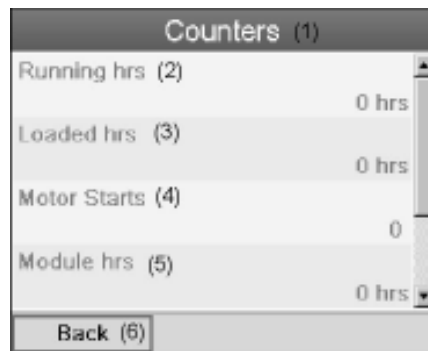 Counters (1)
Running hrs (2)
0 hrs
Loaded hrs (3)
0 hrs
Motor Starts (4)
0
Module hrs (5)
0 hrs
Back (6)